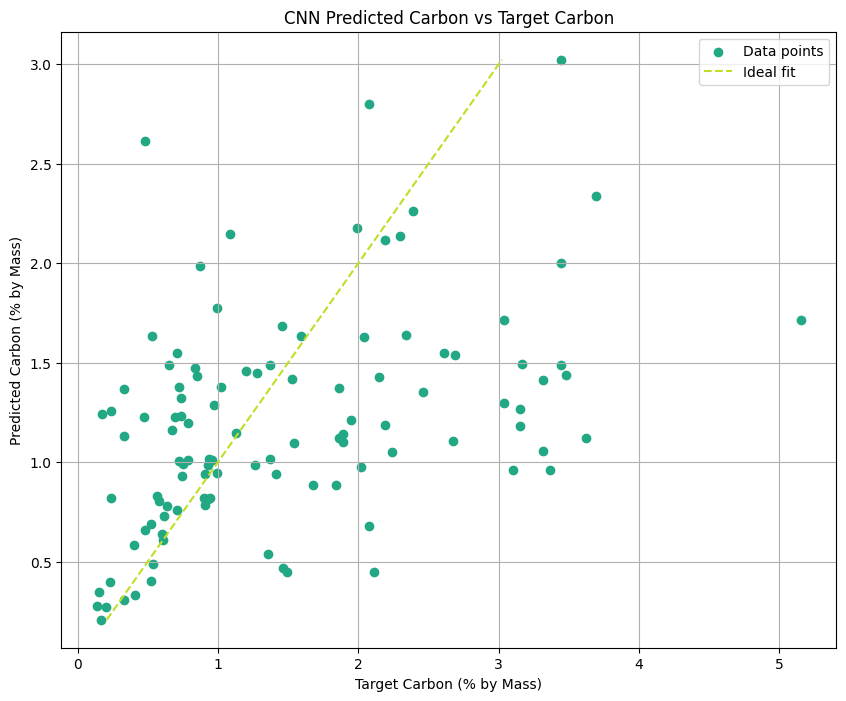 CNN Predicted Carbon vs Target Carbon
Data points
Ideal fit
Predicted Carbon (% by Mass)
3.0
2.5
2.0
1.5
1.0
0.5
0 1 2 3 4 5
Target Carbon (% by Mass)